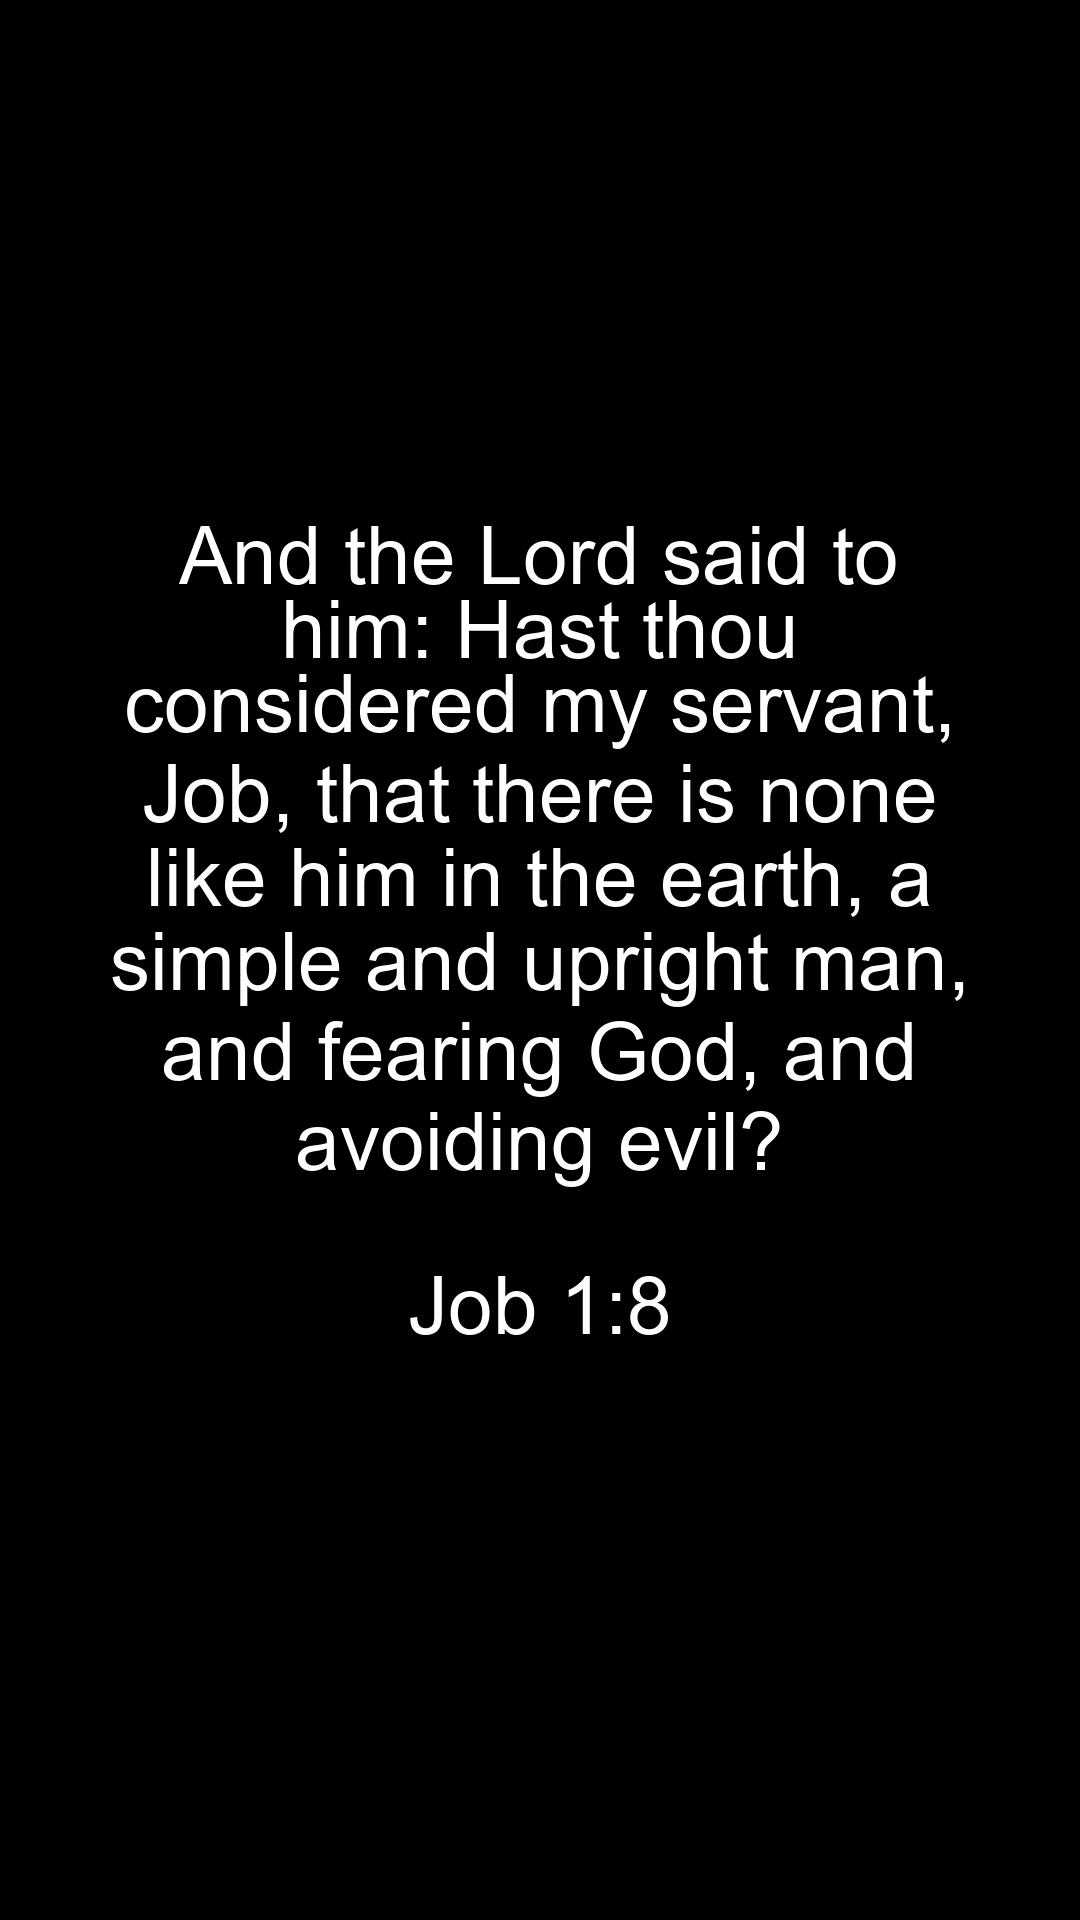 And the Lord said to
him: Hast thou
considered my servant,
Job, that there is none
like him in the earth, a
simple and upright man,
and fearing God, and
avoiding evil?
Job 1:8